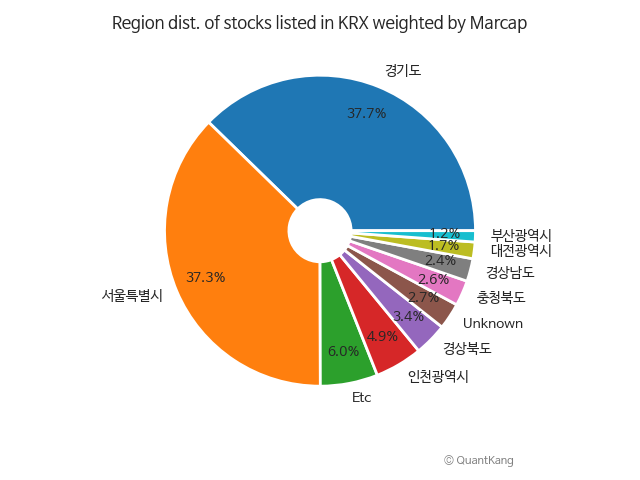 Region dist. of stocks listed in KRX weighted by Marcap
경기도
37.7%
서울특별시
37.3%
Etc
6.0%
인천광역시
4.9%
경상북도
3.4%
Unknown
2.7%
충청북도
2.6%
경상남도
2.4%
대전광역시
1.7%
부산광역시
1.2%
© QuantKang